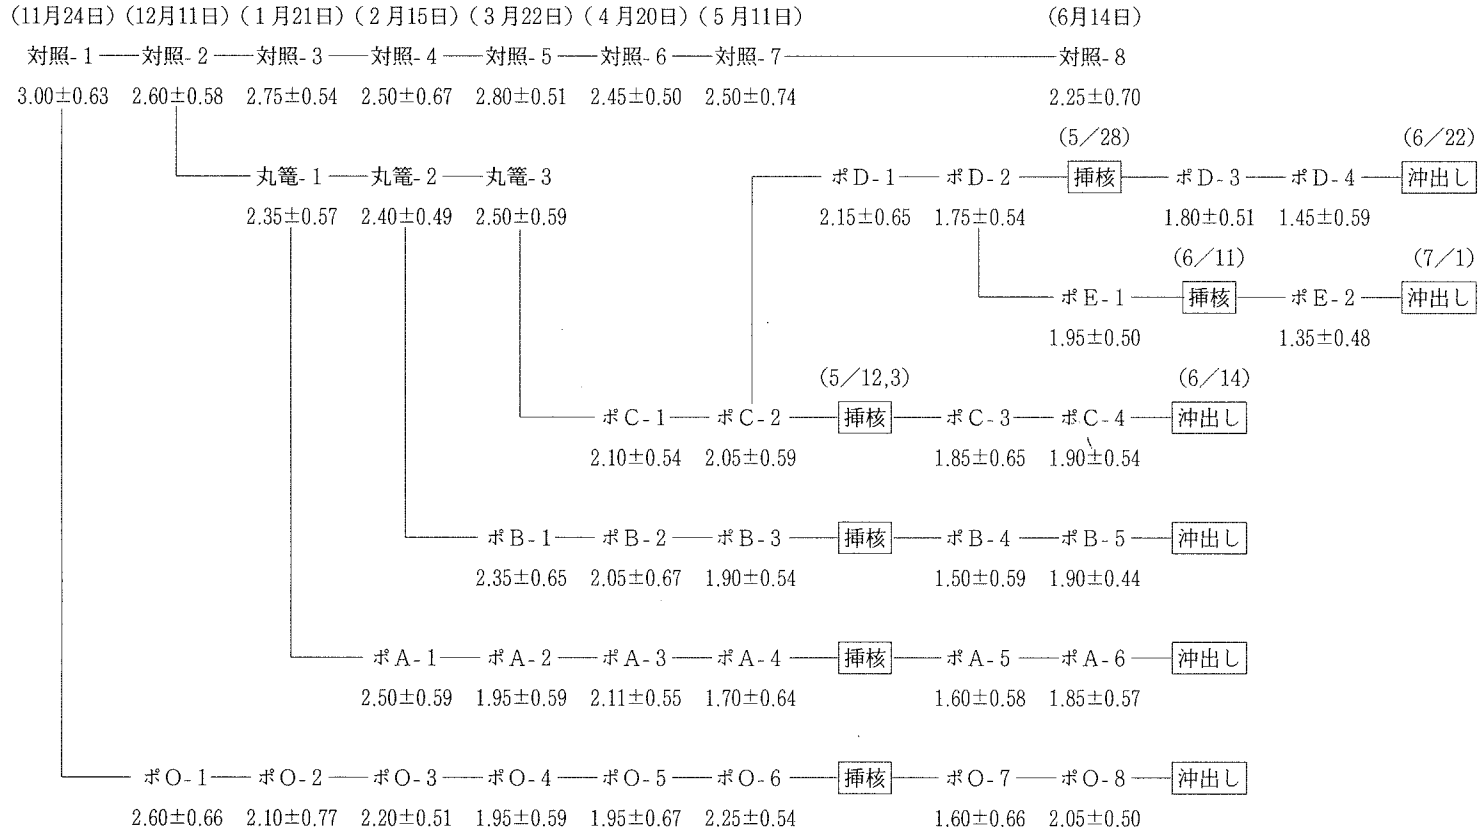 (11月24日) (12月11日) (1月21日) (2月15日) (3月22日) (4月20日) (5月11日) (6月14日)
対照-1 対照-2 対照-3 対照-4 対照-5 対照-6 対照-7 対照-8
3.00±0.63 2.60±0.58 2.75±0.54 2.50±0.67 2.80±0.51 2.45±0.50 2.50±0.74 2.25±0.70
(5/28) (6/22)
丸篭-1 丸篭-2 丸篭-3 ポD-1 ポD-2 挿核 ポD-3 ポD-4 沖出し
2.35±0.57 2.40±0.49 2.50±0.59 2.15±0.65 1.75±0.54 1.80±0.51 1.45±0.59
(6/11) (7/1)
ポE-1 挿核 ポE-2 沖出し
1.95±0.50 1.35±0.48
(5/12,3) (6/14)
ポC-1 ポC-2 挿核 ポC-3 ポC-4 沖出し
2.10±0.54 2.05±0.59 1.85±0.65 1.90±0.54
ポB-1 ポB-2 ポB-3 挿核 ポB-4 ポB-5 沖出し
2.35±0.65 2.05±0.67 1.90±0.54 1.50±0.59 1.90±0.44
ポA-1 ポA-2 ポA-3 ポA-4 挿核 ポA-5 ポA-6 沖出し
2.50±0.59 1.95±0.59 2.11±0.55 1.70±0.64 1.60±0.58 1.85±0.57
ポO-1 ポO-2 ポO-3 ポO-4 ポO-5 ポO-6 挿核 ポO-7 ポO-8 沖出し
2.60±0.66 2.10±0.77 2.20±0.51 1.95±0.59 1.95±0.67 2.25±0.54 1.60±0.66 2.05±0.50